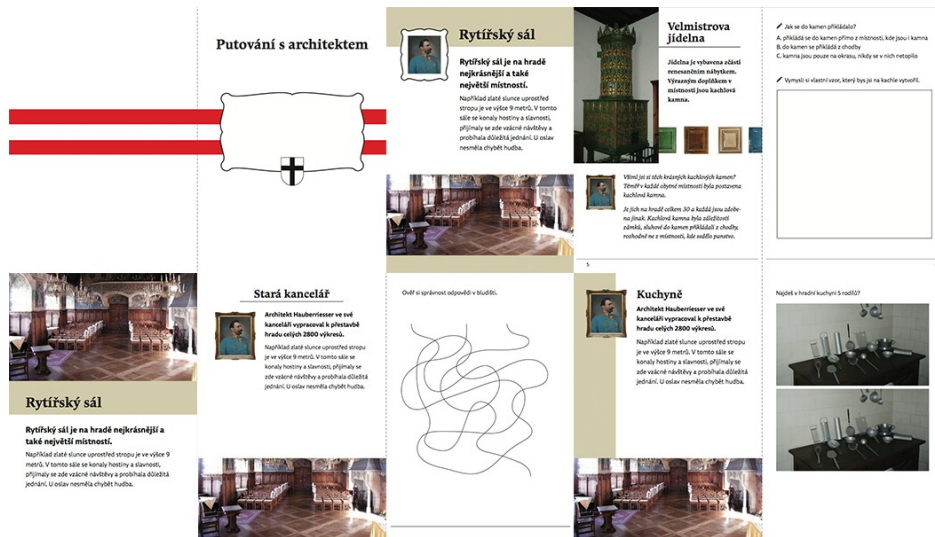 Putování s architektem
Rytířský sál
Rytířský sál je na hradě
nejkrásnější a také
největší místností.
Například zlaté slunce uprostřed
stropu je ve výšce 9 metrů. V tomto
sále se konaly hostiny a slavnosti,
přijímaly se zde vzácné návštěvy a
probíhala důležitá jednání. U oslav
nesměla chybět hudba.
Velmistrova
jídelna
Jídelna je vybavena zčásti
renesančním nábytkem.
Výrazným doplňkem v
místnosti jsou kachlová
kamna.
Všiml jsi si těch krásných kachlových kamen?
Téměř v každé obytné místnosti byla postavena
kachlová kamna.
Je jich na hradě celkem 30 a každá jsou zdobe-
na jinak. Kachlová kamna byla záležitostí
zámků, sluhové do kamen přikládali z chodby,
rozhodně ne z místnosti, kde sedělo panstvo.
5
Jak se do kamen přikládalo?
A. přikládá se do kamen přímo z místnosti, kde jsou i kamna
B. do kamen se přikládá z chodby
C. kamna jsou pouze na okrasu, nikdy se v nich netopilo
Vymysli si vlastní vzor, který bys jsi na kachle vytvořil.
Rytířský sál
Rytířský sál je na hradě nejkrásnější a
také největší místností.
Například zlaté slunce uprostřed stropu je ve výšce 9
metrů. V tomto sále se konaly hostiny a slavnosti,
přijímaly se zde vzácné návštěvy a probíhala důležitá
jednání. U oslav nesměla chybět hudba.
Stará kancelář
Architekt Hauberriesser ve své
kanceláři vypracoval k přestavbě
hradu celých 2800 výkresů.
Například zlaté slunce uprostřed stropu
je ve výšce 9 metrů. V tomto sále se
konaly hostiny a slavnosti, přijímaly se
zde vzácné návštěvy a probíhala důležitá
jednání. U oslav nesměla chybět hudba.
Ověř si správnost odpovědi v bludišti.
Kuchyně
Architekt Hauberriesser ve své
kanceláři vypracoval k přestavbě
hradu celých 2800 výkresů.
Například zlaté slunce uprostřed stropu
je ve výšce 9 metrů. V tomto sále se
konaly hostiny a slavnosti, přijímaly se
zde vzácné návštěvy a probíhala důležitá
jednání. U oslav nesměla chybět hudba.
Najdeš v hradní kuchyni 5 rodílů?